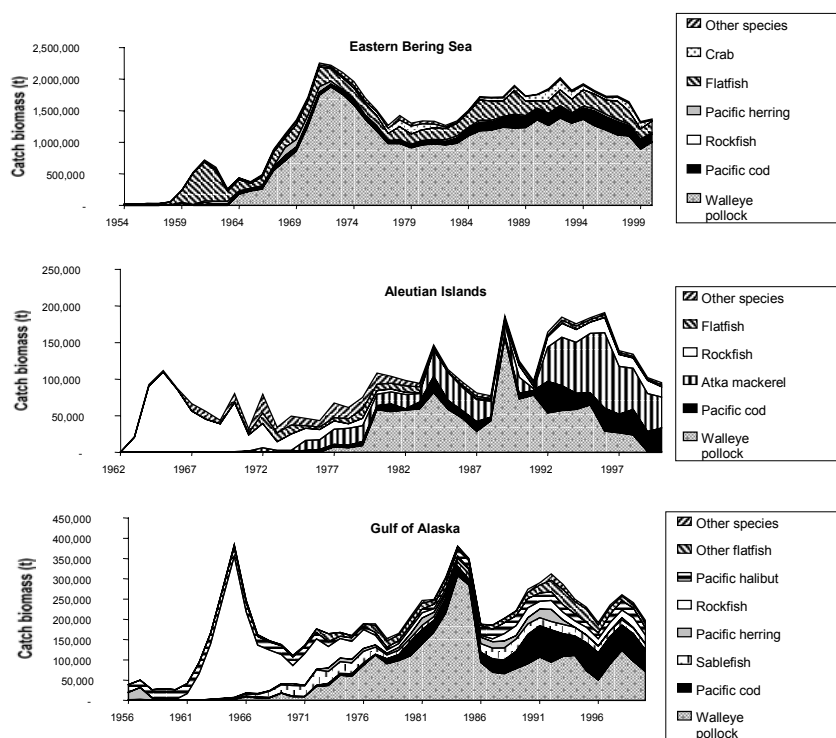 Eastern Bering Sea
Catch biomass (t)
2,500,000
2,000,000
1,500,000
1,000,000
500,000
-
1954 1959 1964 1969 1974 1979 1984 1989 1994 1999
Other species
Crab
Flatfish
Pacific herring
Rockfish
Pacific cod
Walleye
pollock
Aleutian Islands
Catch biomass (t)
250,000
200,000
150,000
100,000
50,000
-
1962 1967 1972 1977 1982 1987 1992 1997
Other species
Flatfish
Rockfish
Atka mackerel
Pacific cod
Walleye
pollock
Gulf of Alaska
Catch biomass (t)
450,000
400,000
350,000
300,000
250,000
200,000
150,000
100,000
50,000
-
1956 1961 1966 1971 1976 1981 1986 1991 1996
Other species
Other flatfish
Pacific halibut
Rockfish
Pacific herring
Sablefish
Pacific cod
Walleye
pollock